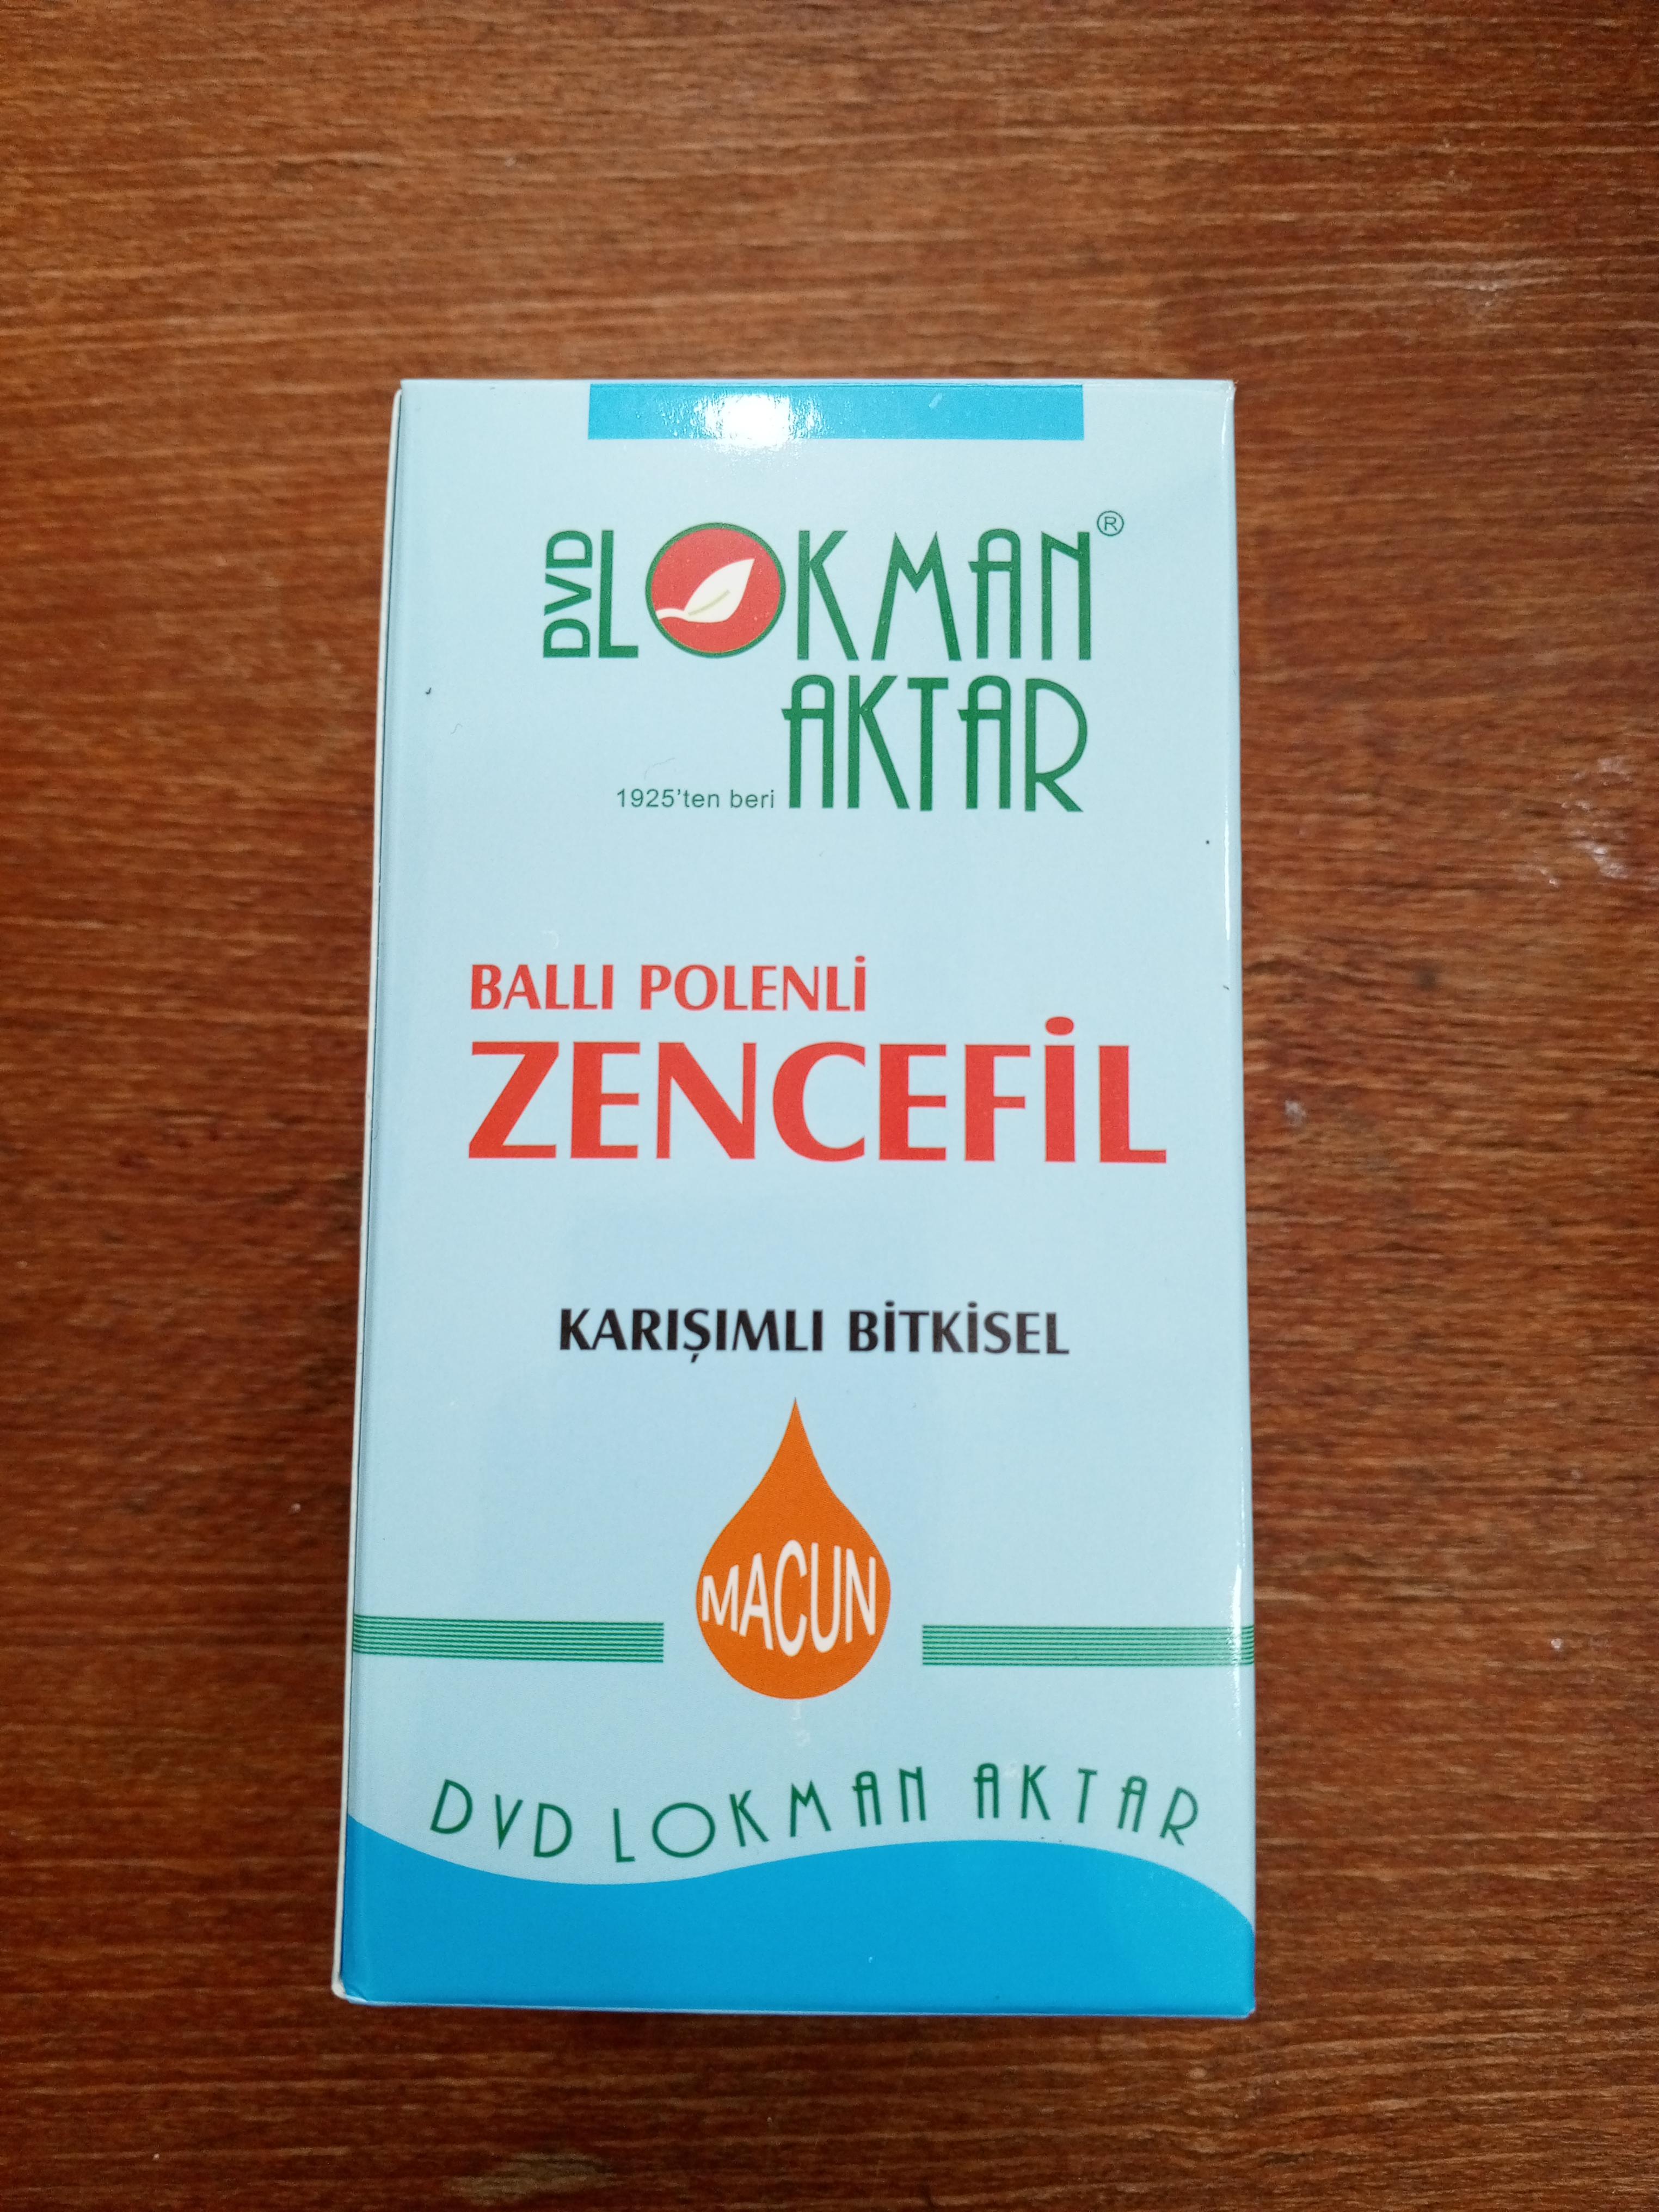 DVD LOKMAN®
AKTAR
1925'ten beri
BALLI POLENLİ
ZENCEFİL
KARIŞIMLI BİTKİSEL
MACUN
DVD LOKMAN AKTAR